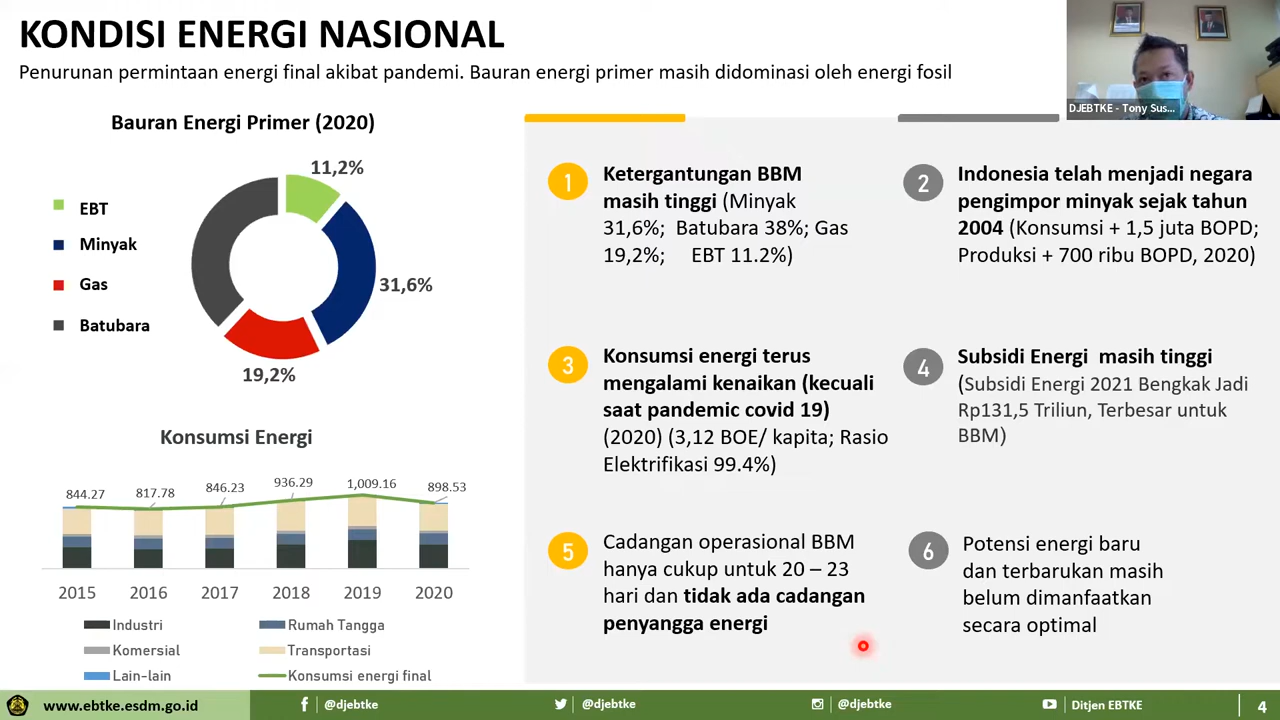 KONDISI ENERGI NASIONAL
Penurunan permintaan energi final akibat pandemi. Bauran energi primer masih didominasi oleh energi fosil
DJEBTKE - Tony Sus...
Bauran Energi Primer (2020)
11,2%
EBT
Minyak
Gas
Batubara
31,6%
19,2%
Konsumsi Energi
844.27
817.78
846.23
936.29
1,009.16
898.53
2015 2016 2017 2018 2019 2020
Industri
Rumah Tangga
Komersial
Transportasi
Lain-lain
Konsumsi energi final
1
Ketergantungan BBM
masih tinggi (Minyak
31,6%; Batubara 38%; Gas
19,2%; EBT 11.2%)
2
Indonesia telah menjadi negara
pengimpor minyak sejak tahun
2004 (Konsumsi + 1,5 juta BOPD;
Produksi + 700 ribu BOPD, 2020)
3
Konsumsi energi terus
mengalami kenaikan (kecuali
saat pandemic covid 19)
(2020) (3,12 BOE/ kapita; Rasio
Elektrifikasi 99.4%)
4
Subsidi Energi masih tinggi
(Subsidi Energi 2021 Bengkak Jadi
Rp131,5 Triliun, Terbesar untuk
BBM)
5
Cadangan operasional BBM
hanya cukup untuk 20 – 23
hari dan tidak ada cadangan
penyangga energi
6
Potensi energi baru
dan terbarukan masih
belum dimanfaatkan
secara optimal
www.ebtke.esdm.go.id
@djebtke
@djebtke
@djebtke
Ditjen EBTKE
4